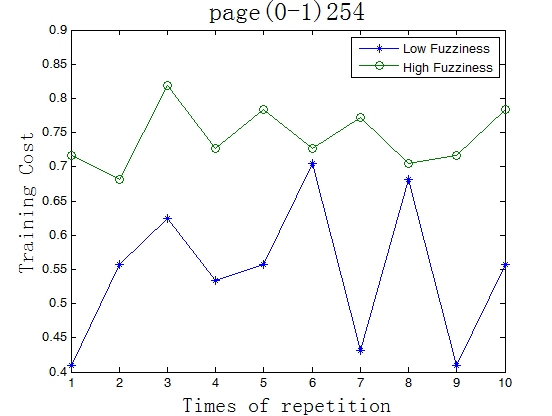 page(0-1)254
Low Fuzziness
High Fuzziness
Training Cost
0.9
0.85
0.8
0.75
0.7
0.65
0.6
0.55
0.5
0.45
0.4
1 2 3 4 5 6 7 8 9 10
Times of repetition